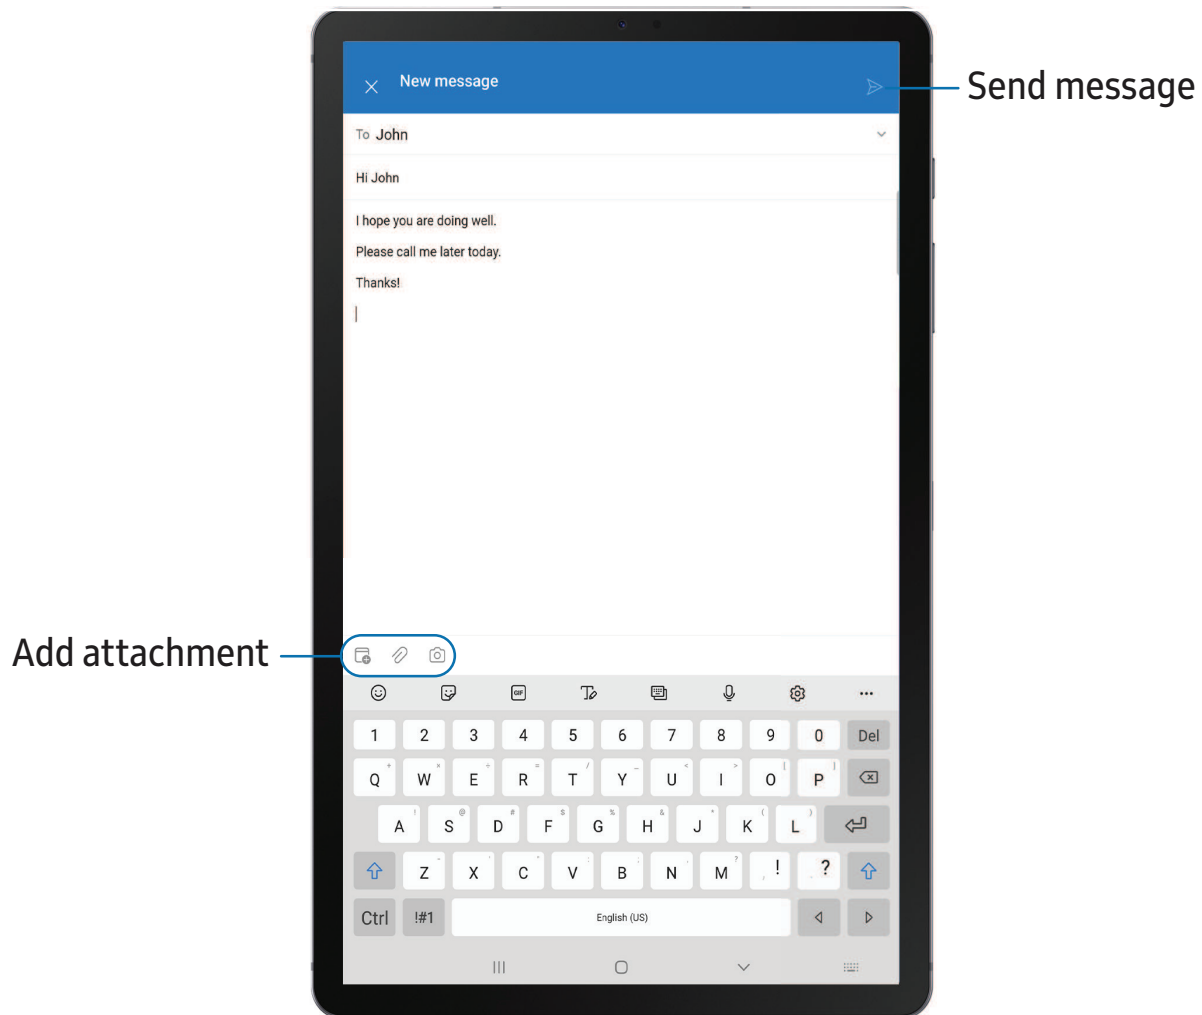 New message
Send message
To John
Hi John
I hope you are doing well.
Please call me later today.
Thanks!
Add attachment
GIF
1 2 3 4 5 6 7 8 9 0 Del
Q W E R T Y U I O P
A S D F G H J K L
Z X C V B N M , ! . ?
Ctrl !#1 English (US)